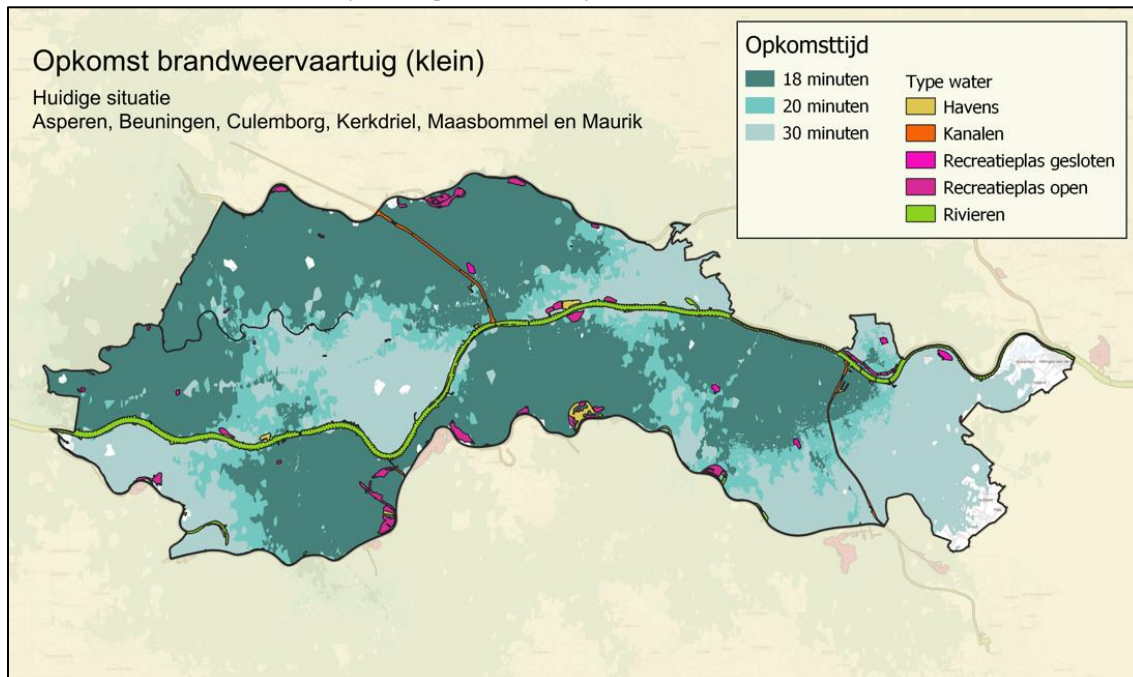 Opkomst brandweervaartuig (klein)
Huidige situatie
Asperen, Beuningen, Culemborg, Kerkdriel, Maasbommel en Maurik
Opkomsttijd
18 minuten
20 minuten
30 minuten
Type water
Havens
Kanalen
Recreatieplas gesloten
Recreatieplas open
Rivieren